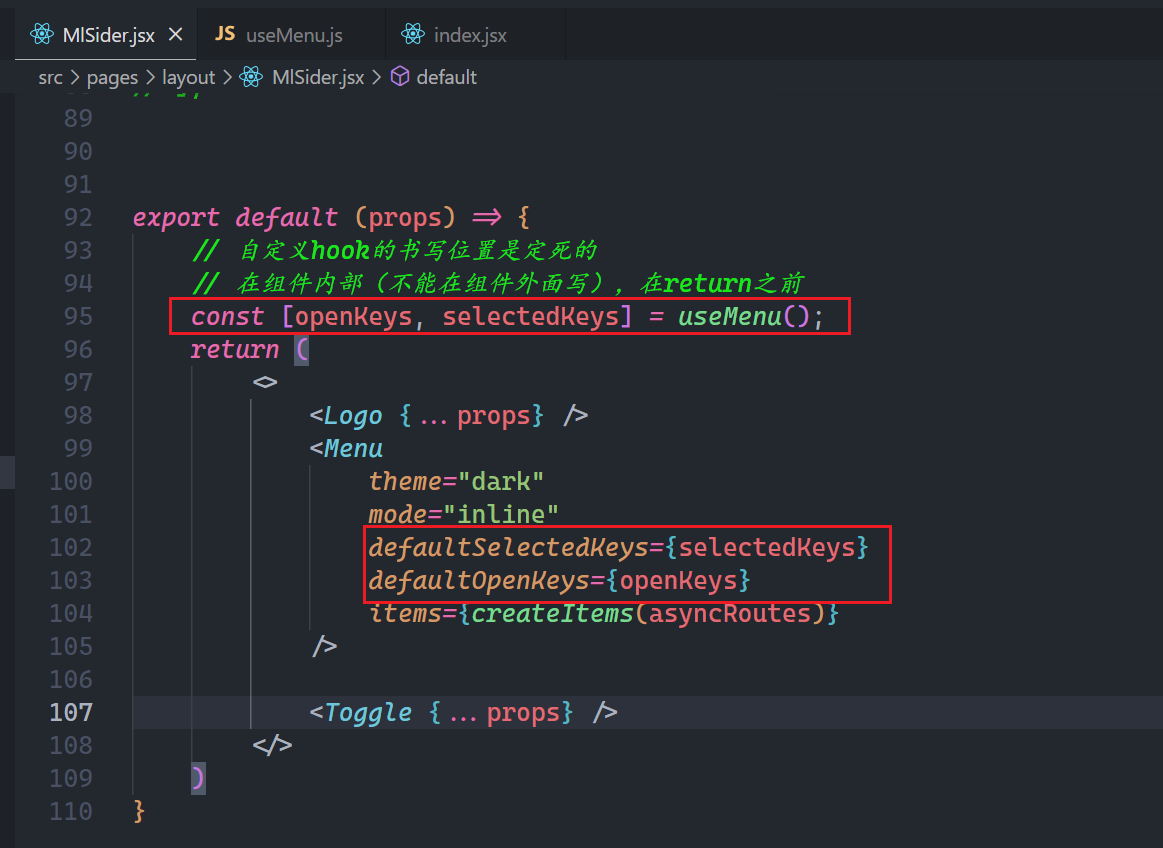 MlSider.jsx
JS useMenu.js
index.jsx
src > pages > layout > MlSider.jsx > default
89
90
91
92 export default (props) => {
93 // 自定义hook的书写位置是定死的
94 // 在组件内部（不能在组件外面写），在return之前
95 const [openKeys, selectedKeys] = useMenu();
96 return (
97 <>
98 <Logo {...props} />
99 <Menu
100 theme="dark"
101 mode="inline"
102 defaultSelectedKeys={selectedKeys}
103 defaultOpenKeys={openKeys}
104 items={createItems(asyncRoutes)}
105 />
106
107 <Toggle {...props} />
108 </>
109 )
110 }